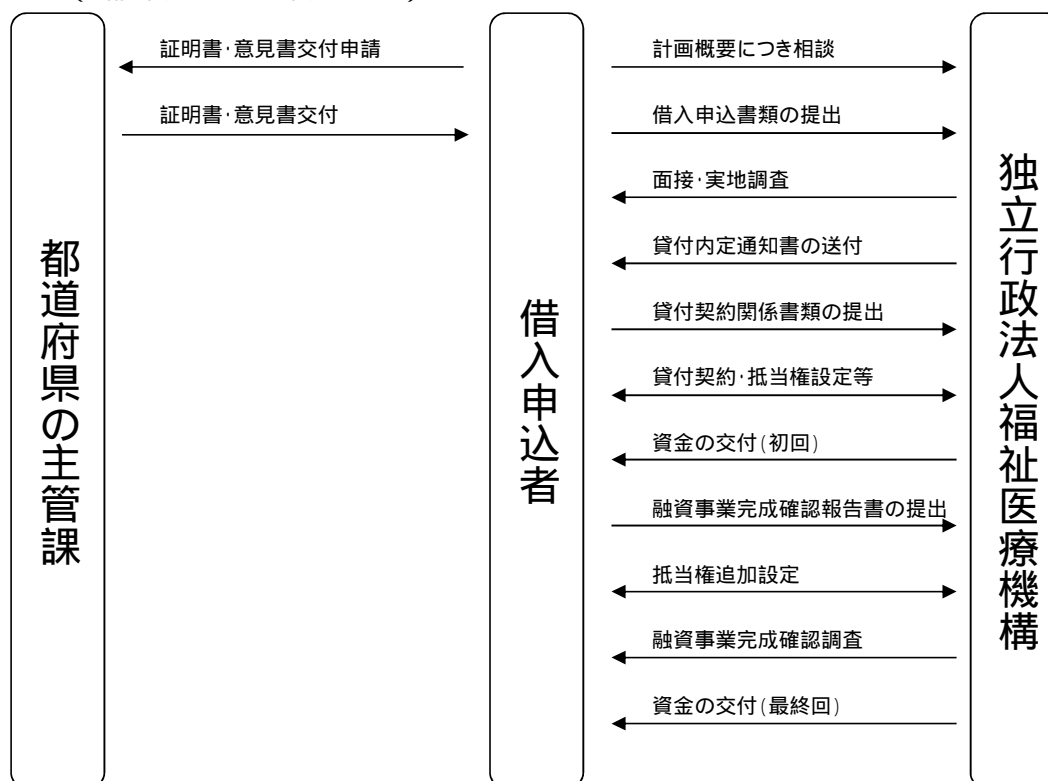 証明書・意見書交付申請
証明書・意見書交付
都道府県の主管課
借入申込者
計画概要につき相談
借入申込書類の提出
面接・実地調査
貸付内定通知書の送付
貸付契約関係書類の提出
貸付契約・抵当権設定等
資金の交付(初回)
融資事業完成確認報告書の提出
抵当権追加設定
融資事業完成確認調査
資金の交付(最終回)
独立行政法人福祉医療機構